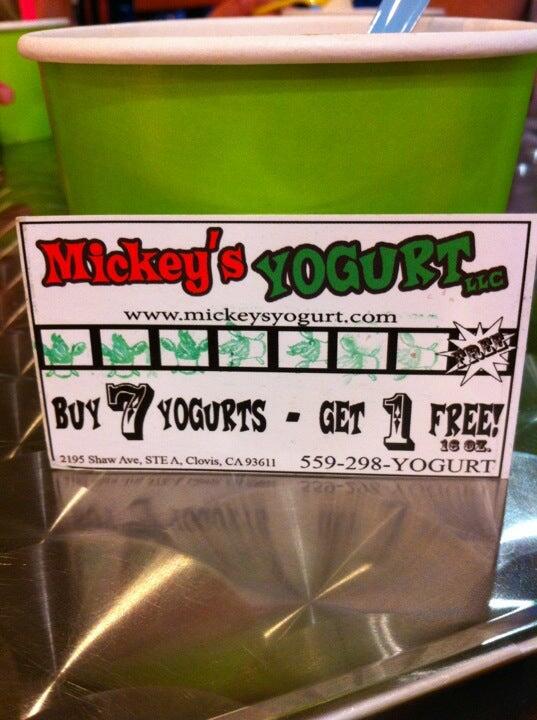 Mickey's YOGURT LLC
www.mickeysyogurt.com
FREE
BUY 7 YOGURTS - GET 1 FREE!
16 OZ.
2195 Shaw Ave, STE A, Clovis, CA 93611 559-298-YOGURT